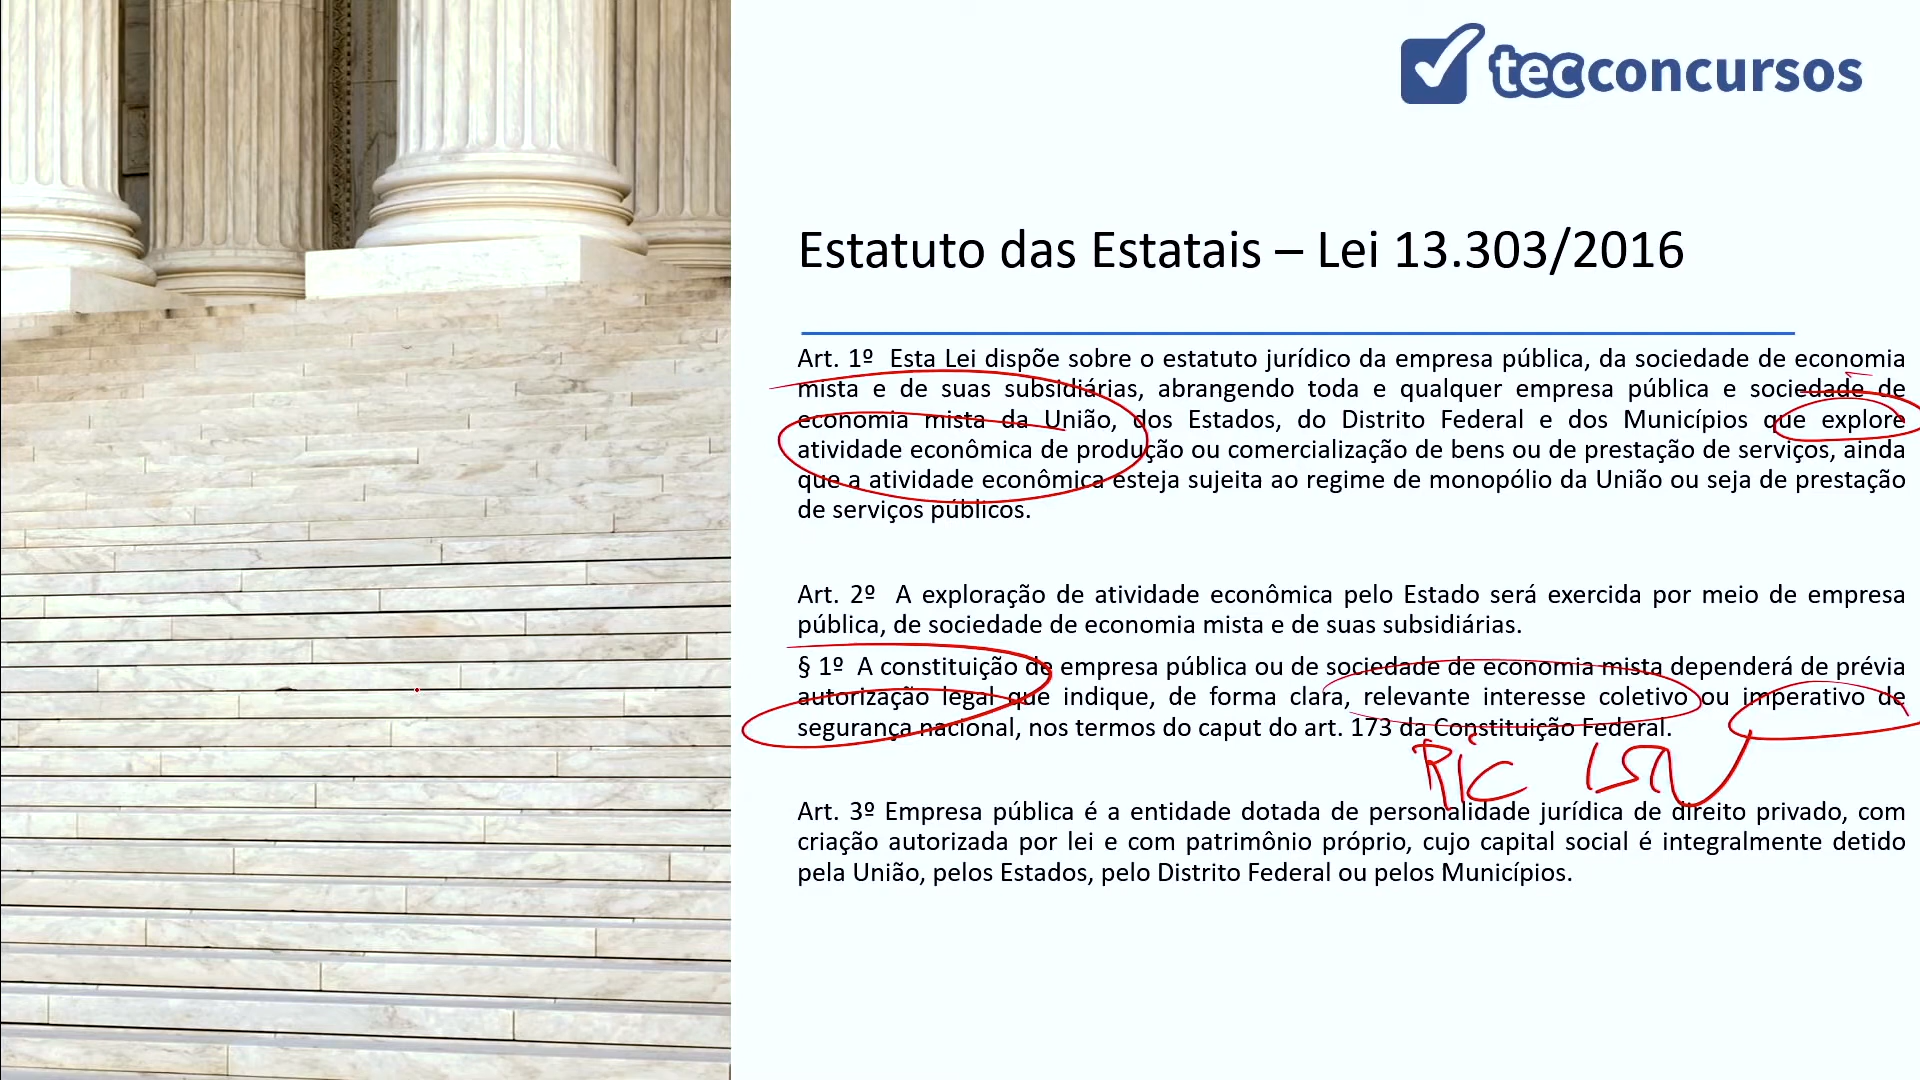 tecconcursos
Estatuto das Estatais – Lei 13.303/2016
Art. 1º  Esta Lei dispõe sobre o estatuto jurídico da empresa pública, da sociedade de economia
mista e de suas subsidiárias, abrangendo toda e qualquer empresa pública e sociedade de
economia mista da União, dos Estados, do Distrito Federal e dos Municípios que explore
atividade econômica de produção ou comercialização de bens ou de prestação de serviços, ainda
que a atividade econômica esteja sujeita ao regime de monopólio da União ou seja de prestação
de serviços públicos.
Art. 2º  A exploração de atividade econômica pelo Estado será exercida por meio de empresa
pública, de sociedade de economia mista e de suas subsidiárias.
§ 1º  A constituição de empresa pública ou de sociedade de economia mista dependerá de prévia
autorização legal que indique, de forma clara, relevante interesse coletivo ou imperativo de
segurança nacional, nos termos do caput do art. 173 da Constituição Federal.
RIC ISN
Art. 3º Empresa pública é a entidade dotada de personalidade jurídica de direito privado, com
criação autorizada por lei e com patrimônio próprio, cujo capital social é integralmente detido
pela União, pelos Estados, pelo Distrito Federal ou pelos Municípios.